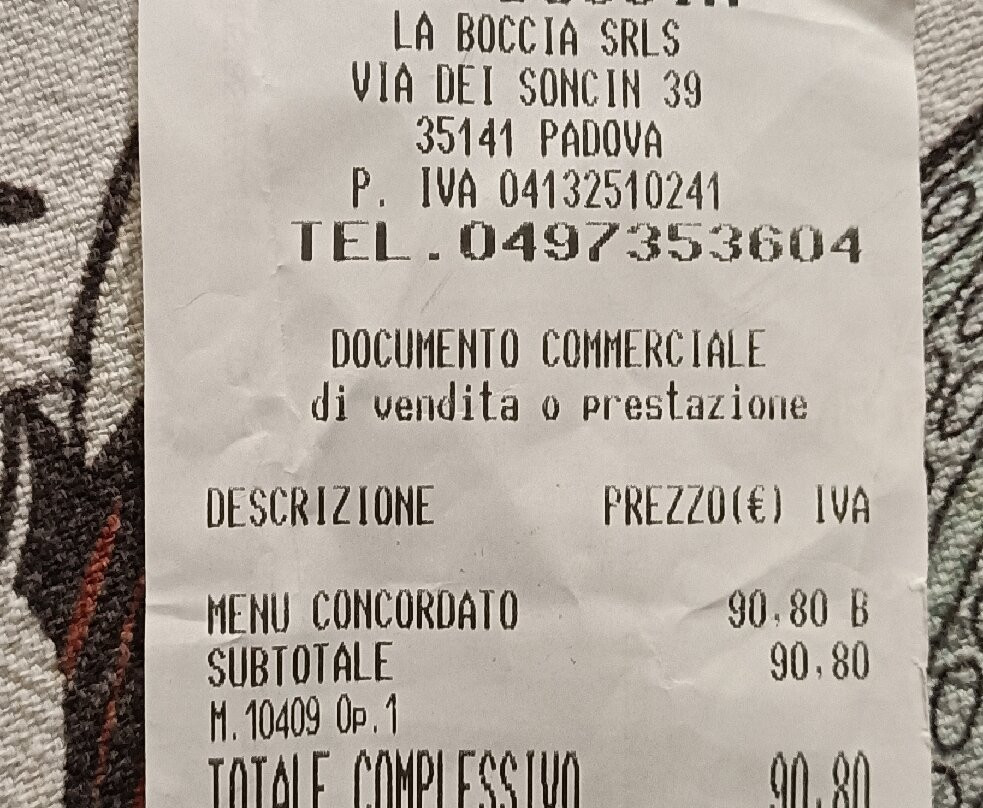 LA BOCCIA SRLS
VIA DEI SONCIN 39
35141 PADOVA
P. IVA 04132510241
TEL.0497353604
DOCUMENTO COMMERCIALE
di vendita o prestazione
DESCRIZIONE PREZZO(€) IVA
MENU CONCORDATO 90,80 B
SUBTOTALE 90,80
M.10409 Op.1
TOTALE COMPLESSIVO 90,80